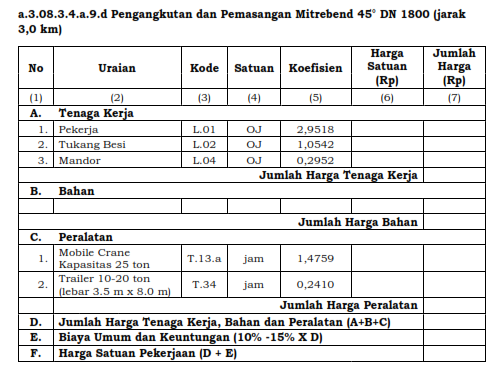 a.3.08.3.4.a.9.d Pengangkutan dan Pemasangan Mitrebend 45° DN 1800 (jarak
3,0 km)
No Uraian Kode Satuan Koefisien Harga Satuan (Rp) Jumlah Harga (Rp)
(1) (2) (3) (4) (5) (6) (7)
A. Tenaga Kerja
1. Pekerja L.01 OJ 2,9518
2. Tukang Besi L.02 OJ 1,0542
3. Mandor L.04 OJ 0,2952
Jumlah Harga Tenaga Kerja
B. Bahan
Jumlah Harga Bahan
C. Peralatan
1. Mobile Crane Kapasitas 25 ton T.13.a jam 1,4759
2. Trailer 10-20 ton (lebar 3.5 m x 8.0 m) T.34 jam 0,2410
Jumlah Harga Peralatan
D. Jumlah Harga Tenaga Kerja, Bahan dan Peralatan (A+B+C)
E. Biaya Umum dan Keuntungan (10% -15% X D)
F. Harga Satuan Pekerjaan (D + E)